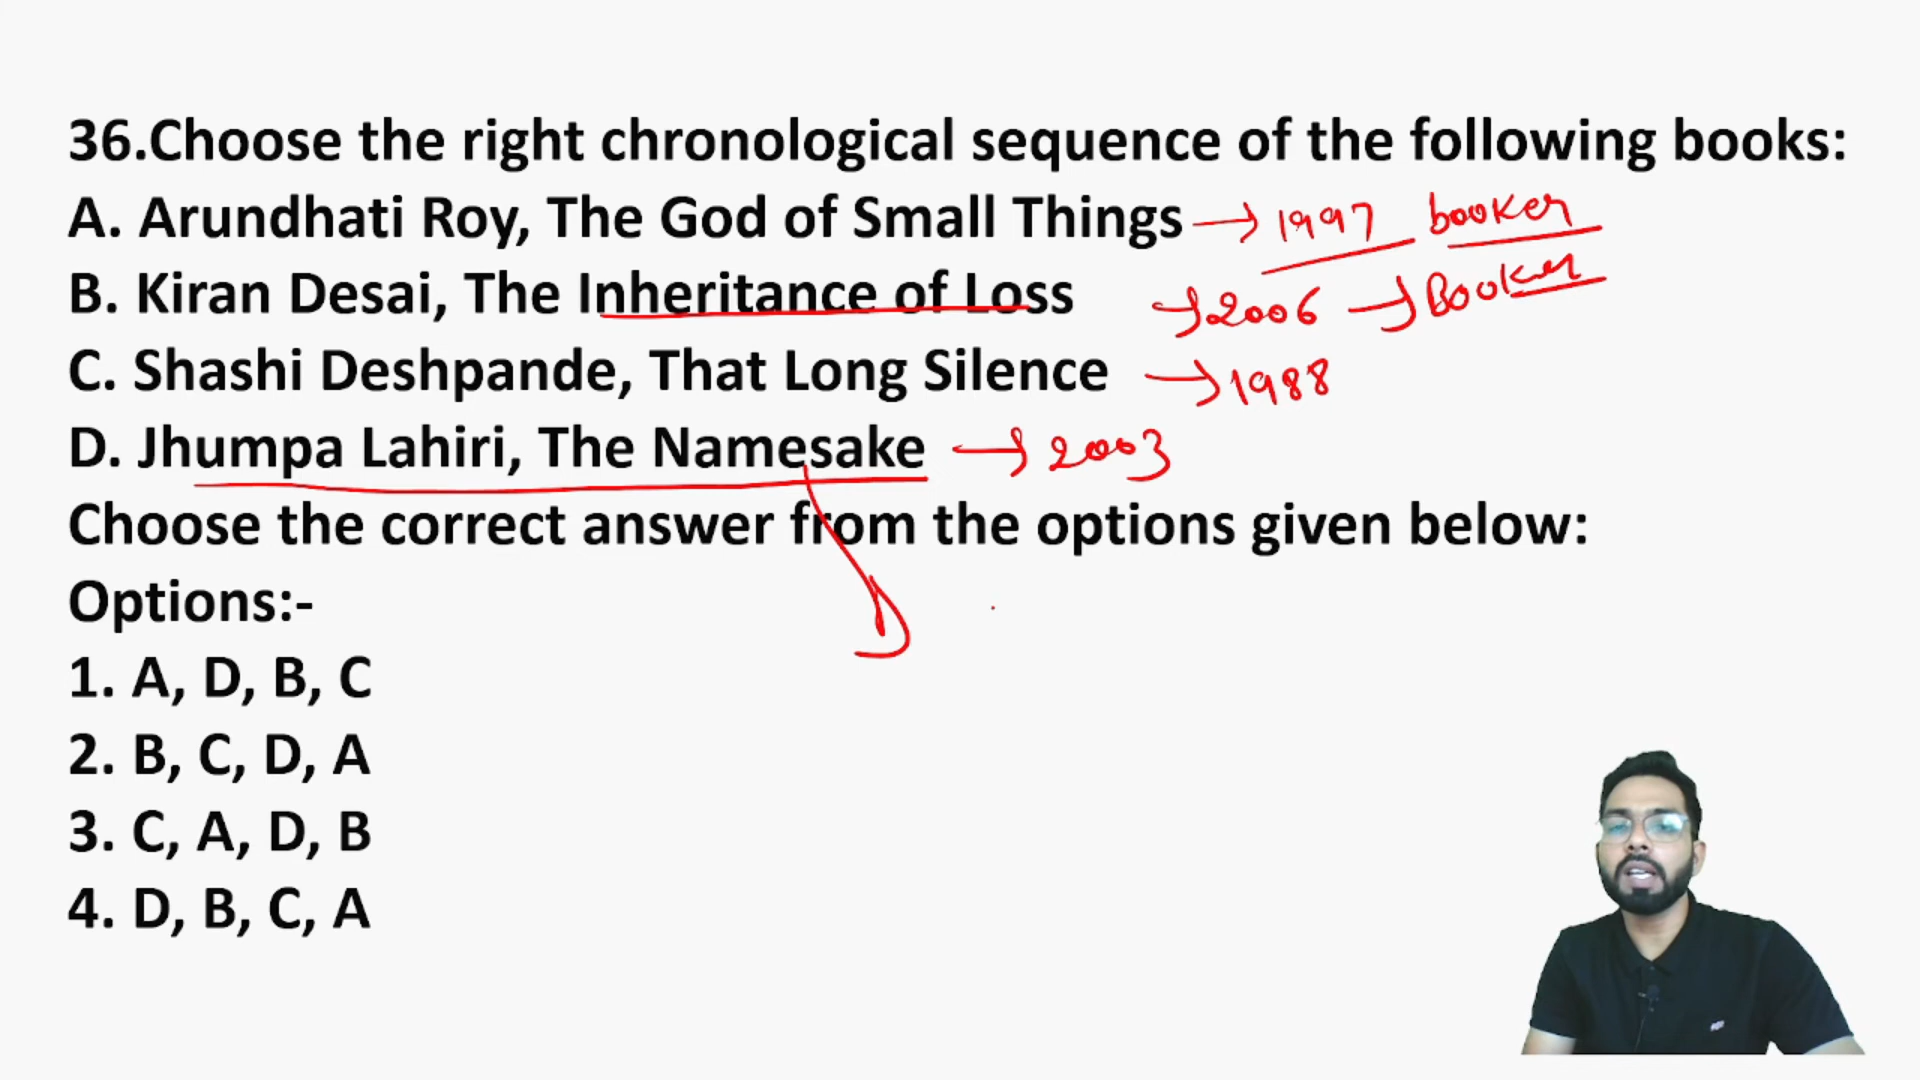 36.Choose the right chronological sequence of the following books:
A. Arundhati Roy, The God of Small Things → 1997 booker
B. Kiran Desai, The Inheritance of Loss → 2006 → Booker
C. Shashi Deshpande, That Long Silence → 1988
D. Jhumpa Lahiri, The Namesake → 2003
Choose the correct answer from the options given below:
Options:-
1. A, D, B, C
2. B, C, D, A
3. C, A, D, B
4. D, B, C, A